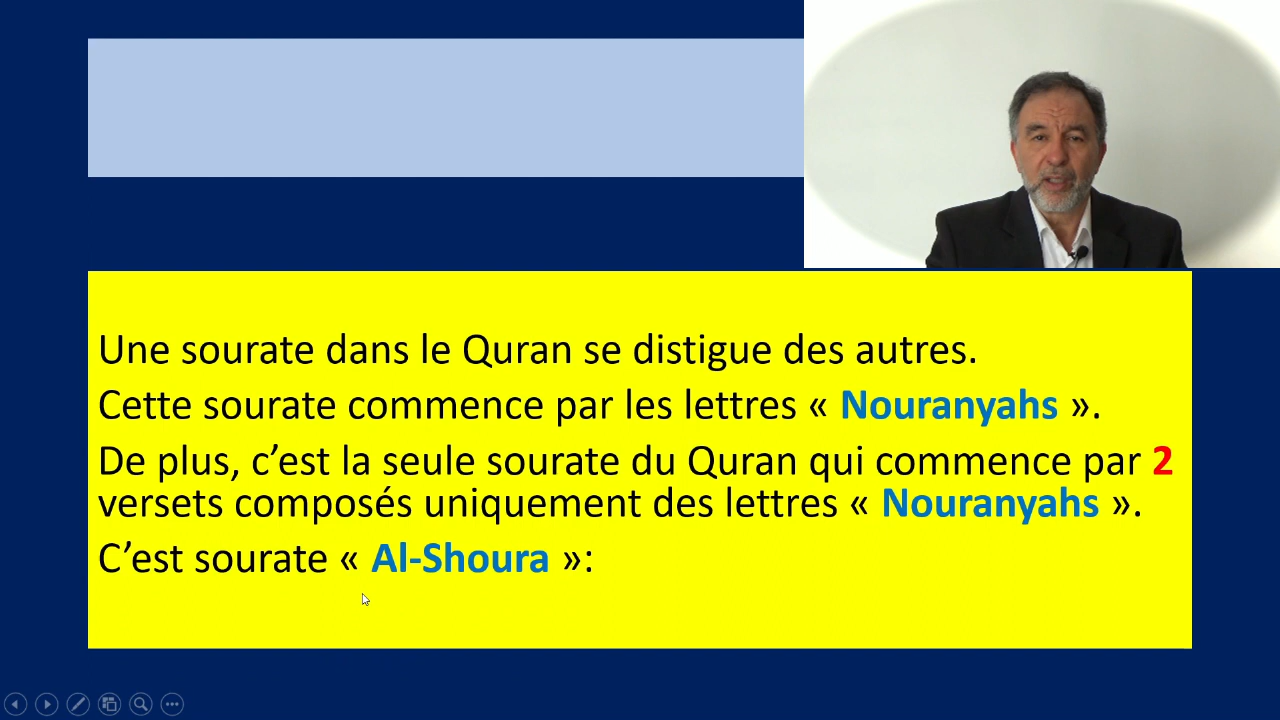 Une sourate dans le Quran se distigue des autres.
Cette sourate commence par les lettres « Nouranyahs ».
De plus, c’est la seule sourate du Quran qui commence par 2
versets composés uniquement des lettres « Nouranyahs ».
C’est sourate « Al-Shoura »: